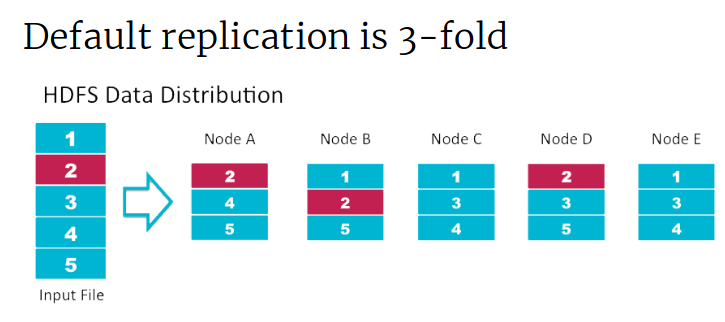 Default replication is 3-fold
HDFS Data Distribution
1
2
3
4
5
Input File
Node A
2
4
5
Node B
1
2
5
Node C
1
3
4
Node D
2
3
5
Node E
1
3
4